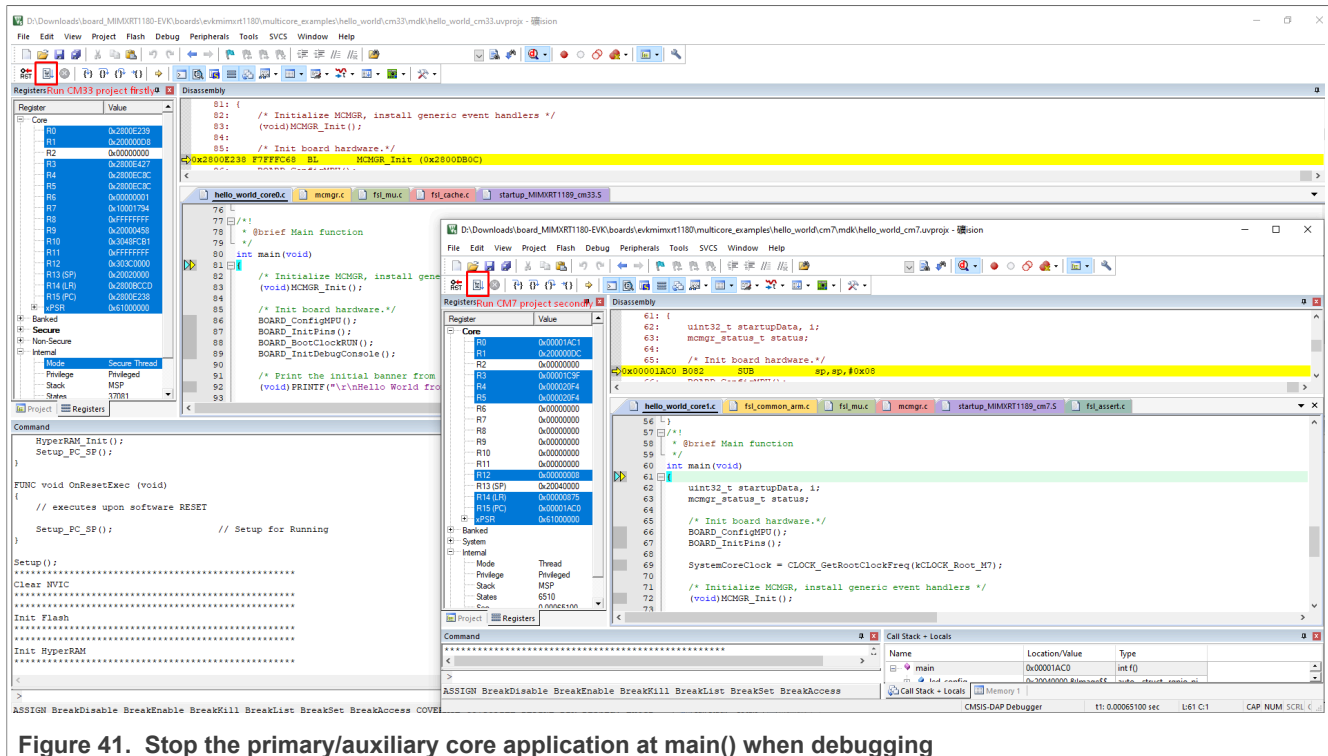 D:\Downloads\board_MIMXRT1180-EVK\boards\evkmimxrt1180\multicore_examples\hello_world\cm33\mdk\hello_world_cm33.uvprojx - 礦ision
File Edit View Project Flash Debug Peripherals Tools SVCS Window Help
Registers Run CM33 project firstly
Disassembly
Register Value
Core
R0 0x2800E239
R1 0x200000D8
R2 0x00000000
R3 0x2800E427
R4 0x2800EC8C
R5 0x2800EC8C
R6 0x00000001
R7 0x10001794
R8 0xFFFFFFFF
R9 0x20000458
R10 0x3048FCB1
R11 0xFFFFFFFF
R12 0x303C0000
R13 (SP) 0x20020000
R14 (LR) 0x2800BCCD
R15 (PC) 0x2800E238
xPSR 0x61000000
Banked
Secure
Non-Secure
Internal
Mode Secure Thread
Privilege Privileged
Stack MSP
States 37081
Project Registers
81: {
82: /* Initialize MCMGR, install generic event handlers */
83: (void)MCMGR_Init();
84:
85: /* Init board hardware.*/
0x2800E238 F7FFFC68 BL MCMGR_Init (0x2800DB0C)
hello_world_core0.c mcmgr.c fsl_mu.c fsl_cache.c startup_MIMXRT1189_cm33.S
76
77 /*!
78 * @brief Main function
79 */
80 int main(void)
81 {
82 /* Initialize MCMGR, install gene
83 (void)MCMGR_Init();
84
85 /* Init board hardware.*/
86 BOARD_ConfigMPU();
87 BOARD_InitPins();
88 BOARD_BootClockRUN();
89 BOARD_InitDebugConsole();
90
91 /* Print the initial banner from
92 (void)PRINTF("\r\nHello World fro
93
Command
HyperRAM_Init();
Setup_PC_SP();
}
FUNC void OnResetExec (void)
{
// executes upon software RESET
Setup_PC_SP(); // Setup for Running
}
Setup();
***************************************************
Clear NVIC
***************************************************
***************************************************
Init Flash
***************************************************
***************************************************
Init HyperRAM
***************************************************
>
ASSIGN BreakDisable BreakEnable BreakKill BreakList BreakSet BreakAccess COVE
D:\Downloads\board_MIMXRT1180-EVK\boards\evkmimxrt1180\multicore_examples\hello_world\cm7\mdk\hello_world_cm7.uvprojx - 礦ision
File Edit View Project Flash Debug Peripherals Tools SVCS Window Help
Registers Run CM7 project secondly
Disassembly
Register Value
Core
R0 0x00001AC1
R1 0x200000DC
R2 0x00000000
R3 0x00001C9F
R4 0x000020F4
R5 0x000020F4
R6 0x00000000
R7 0x00000000
R8 0x00000000
R9 0x00000000
R10 0x00000000
R11 0x00000000
R12 0x00000008
R13 (SP) 0x20040000
R14 (LR) 0x00000875
R15 (PC) 0x00001AC0
xPSR 0x61000000
Banked
System
Internal
Mode Thread
Privilege Privileged
Stack MSP
States 6510
Sec 0.00065100
Project Registers
61: {
62: uint32_t startupData, i;
63: mcmgr_status_t status;
64:
65: /* Init board hardware.*/
0x00001AC0 B082 SUB sp,sp,#0x08
hello_world_core1.c fsl_common_arm.c fsl_mu.c mcmgr.c startup_MIMXRT1189_cm7.S fsl_assert.c
56 }
57 /*!
58 * @brief Main function
59 */
60 int main(void)
61 {
62 uint32_t startupData, i;
63 mcmgr_status_t status;
64
65 /* Init board hardware.*/
66 BOARD_ConfigMPU();
67 BOARD_InitPins();
68
69 SystemCoreClock = CLOCK_GetRootClockFreq(kCLOCK_Root_M7);
70
71 /* Initialize MCMGR, install generic event handlers */
72 (void)MCMGR_Init();
73
Command
***************************************************
>
ASSIGN BreakDisable BreakEnable BreakKill BreakList BreakSet BreakAccess
Call Stack + Locals
Name Location/Value Type
main 0x00001AC0 int f()
Call Stack + Locals Memory 1
CMSIS-DAP Debugger t1: 0.00065100 sec L:61 C:1 CAP NUM SCRL
Figure 41. Stop the primary/auxiliary core application at main() when debugging